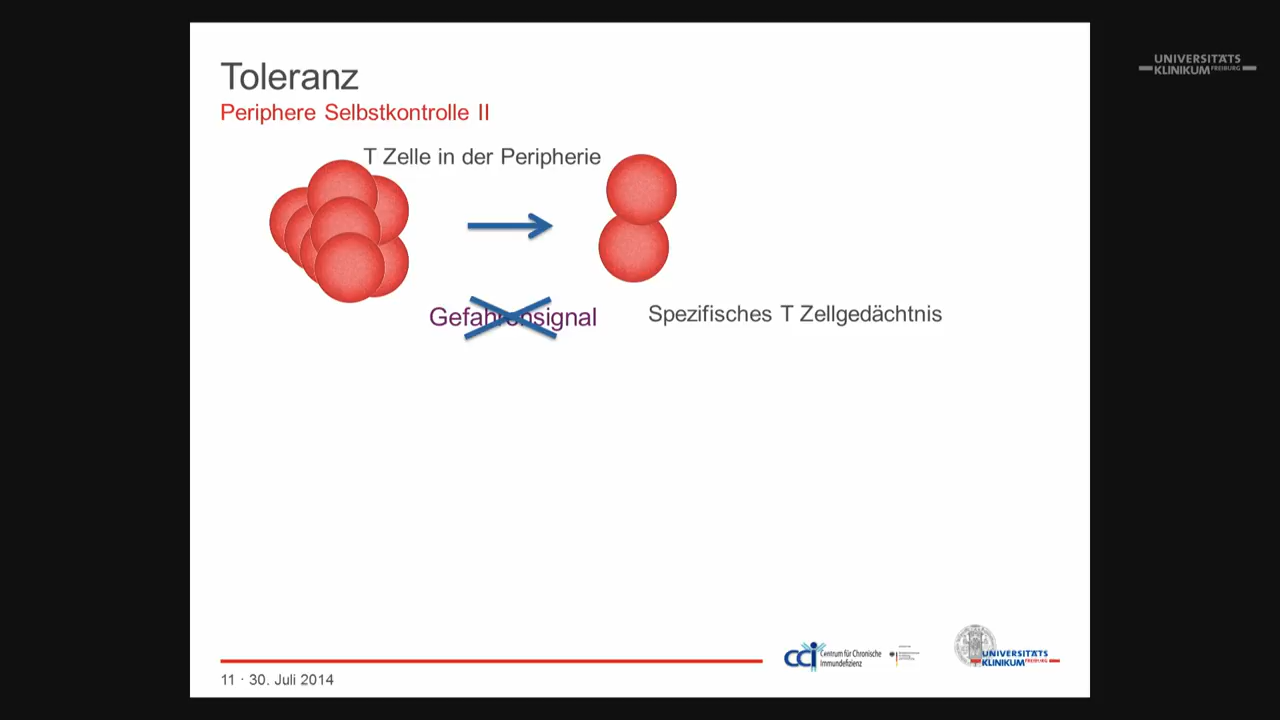 Toleranz
Periphere Selbstkontrolle II
T Zelle in der Peripherie
Gefahrensignal
Spezifisches T Zellgedächtnis
11 · 30. Juli 2014
cci Centrum für Chronische
Immundefizienz
UNIVERSITÄTS
KLINIKUM FREIBURG
UNIVERSITÄTS
KLINIKUM FREIBURG